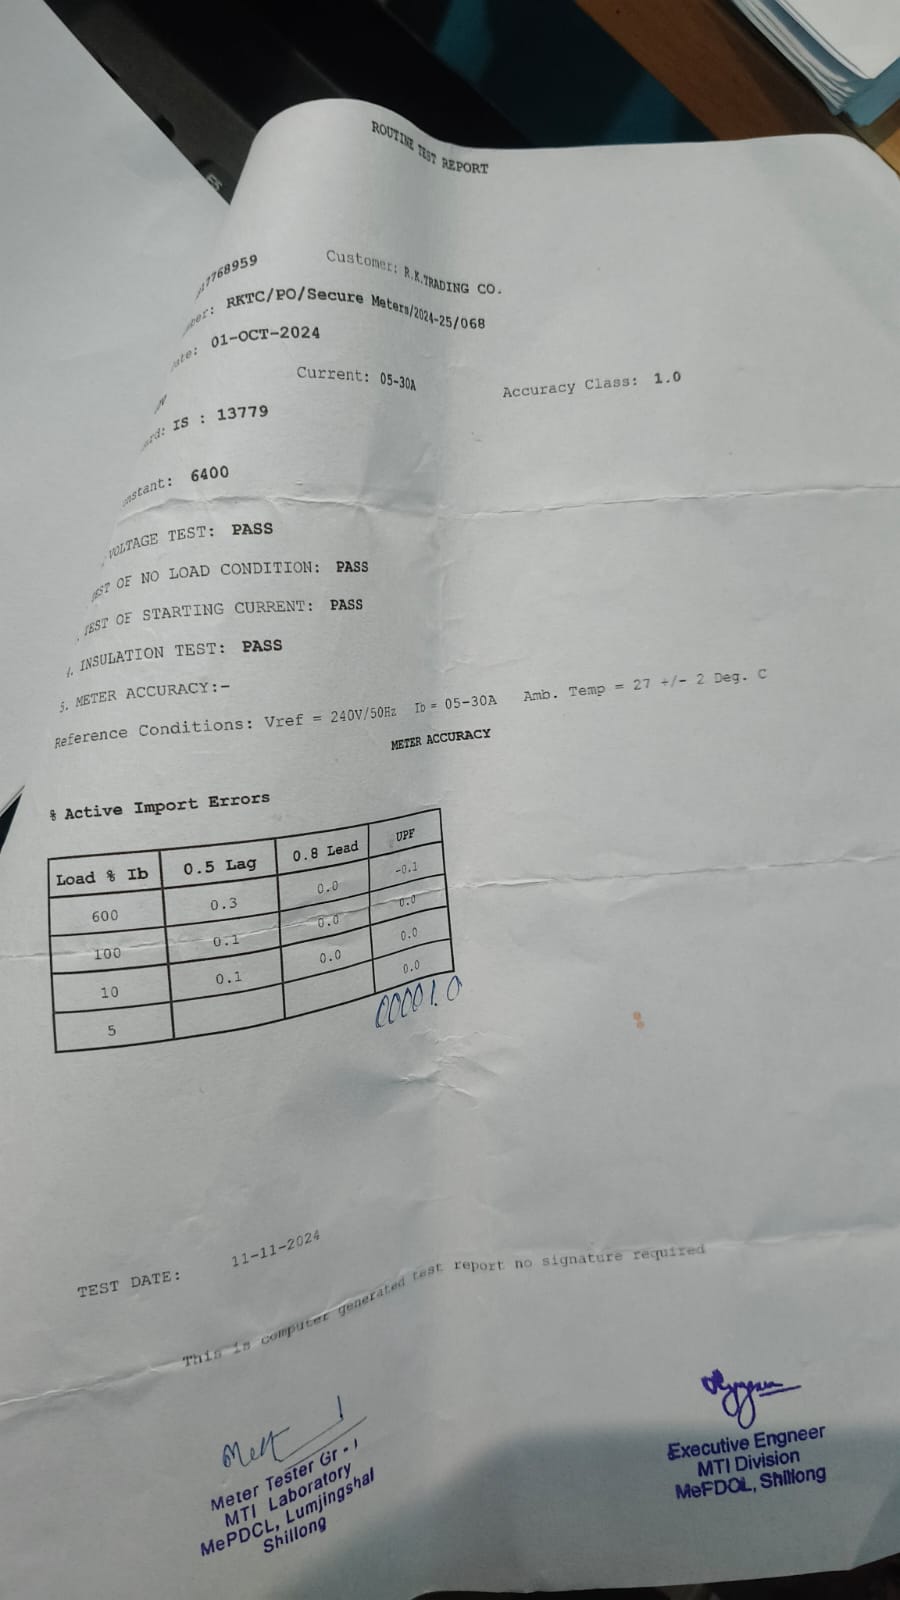 ROUTINE TEST REPORT
7768959 Customer: R.K.TRADING CO.
RKTC/PO/Secure Meters/2024-25/068
01-OCT-2024
Current: 05-30A Accuracy Class: 1.0
IS : 13779
6400
VOLTAGE TEST: PASS
OF NO LOAD CONDITION: PASS
TEST OF STARTING CURRENT: PASS
INSULATION TEST: PASS
5. METER ACCURACY:-
Reference Conditions: Vref = 240V/50Hz Ib = 05-30A Amb. Temp = 27 +/- 2 Deg. C
METER ACCURACY
% Active Import Errors
Load % Ib 0.5 Lag 0.8 Lead UPF
600 0.3 0.0 -0.1
100 0.1 0.0 0.0
10 0.1 0.0 0.0
5 0.0
00001.0
TEST DATE: 11-11-2024
This is computer generated test report no signature required
Meter Tester Gr - I
MTI Laboratory
MePDCL, Lumjingshai
Shillong
Executive Engneer
MTI Division
Shillong